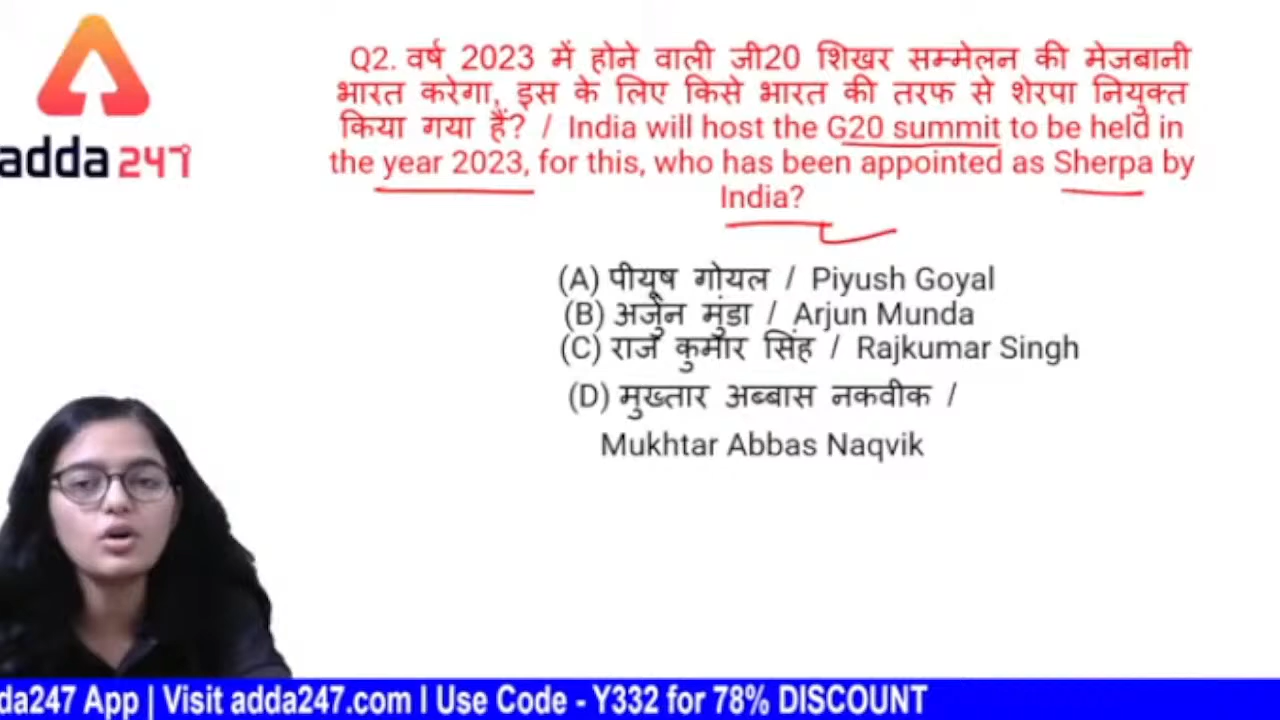 adda 247
Q2. वर्ष 2023 में होने वाली जी20 शिखर सम्मेलन की मेजबानी
भारत करेगा, इस के लिए किसे भारत की तरफ से शेरपा नियुक्त
किया गया हैं? / India will host the G20 summit to be held in
the year 2023, for this, who has been appointed as Sherpa by
India?
(A) पीयूष गोयल / Piyush Goyal
(B) अर्जुन मुंडा / Arjun Munda
(C) राज कुमार सिंह / Rajkumar Singh
(D) मुख्तार अब्बास नकवीक /
Mukhtar Abbas Naqvik
da247 App | Visit adda247.com l Use Code - Y332 for 78% DISCOUNT